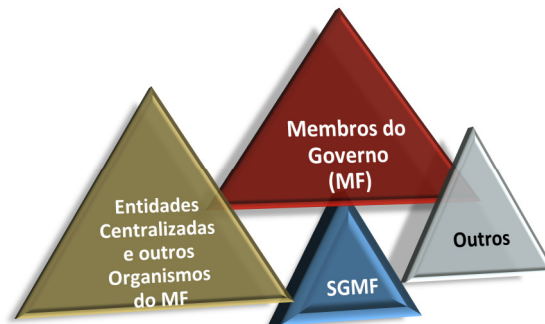 Membros do
Governo
(MF)
Entidades
Centralizadas
e outros
Organismos
do MF
SGMF
Outros